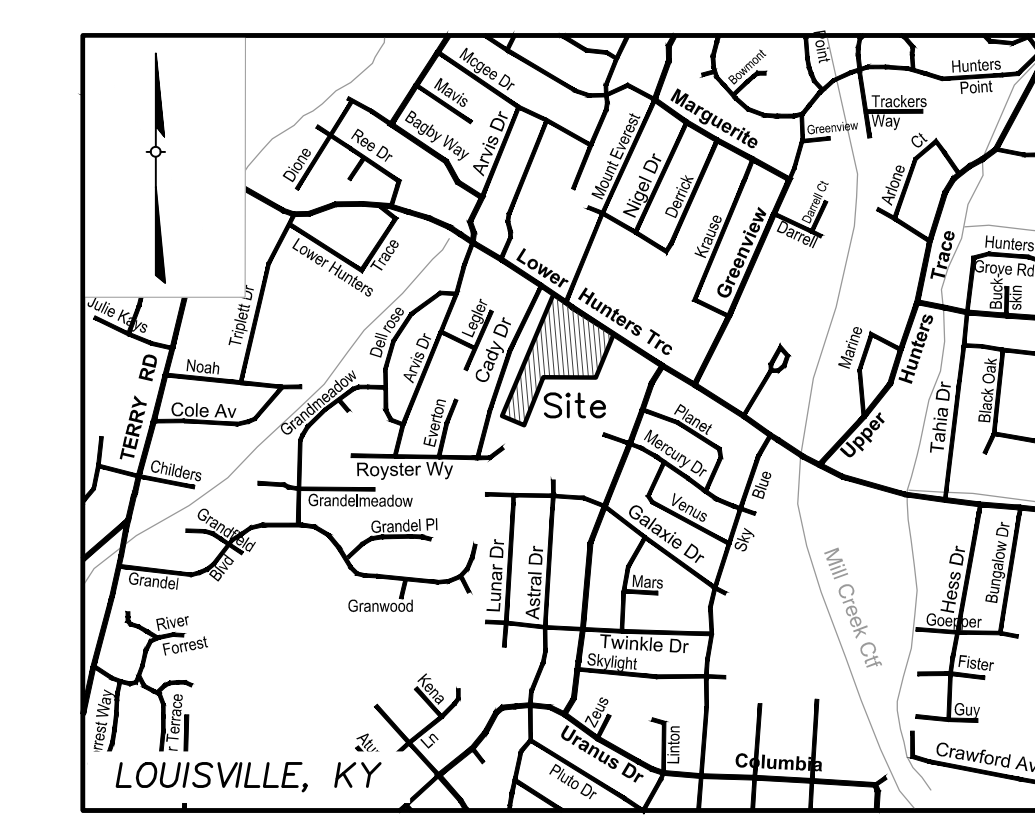 Mcgee Dr
Mavis
Bagby Way
Arvis Dr
Dione
Ree Dr
Mount Everest
Nigel Dr
Derrick
Krause
Marguerite
Bowmont
Point
Hunters
Point
Trackers
Way
Greenview
Arlone Ct
Darrell Ct
Darrell
Greenview
Trace
Hunters
Grove Rd
Buck-
skin
Lower Hunters
Trace
Lower
Hunters Trc
Julie Kays
Triplett Dr
Dell rose
Arvis Dr
Legler
Cady Dr
Everton
Site
Marine
Hunters
Upper
Tahia Dr
Black Oak
TERRY RD
Noah
Cole Av
Grandmeadow
Childers
Royster Wy
Grandelmeadow
Grandel Pl
Grandfield
Blvd
Grandel
Granwood
Planet
Mercury Dr
Venus
Galaxie Dr
Blue
Sky
Mars
Lunar Dr
Astral Dr
Twinkle Dr
Skylight
Mill Creek Ctf
Hess Dr
Bungalow Dr
Goepper
Fister
Guy
Crawford Av
River
Forrest
rrest Way
r Terrace
Kena
Ln
Atu
Zeus
Linton
Uranus Dr
Pluto Dr
Columbia
LOUISVILLE, KY